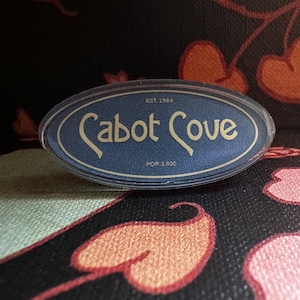 EST. 1984
Cabot Cove
POP. 3,500